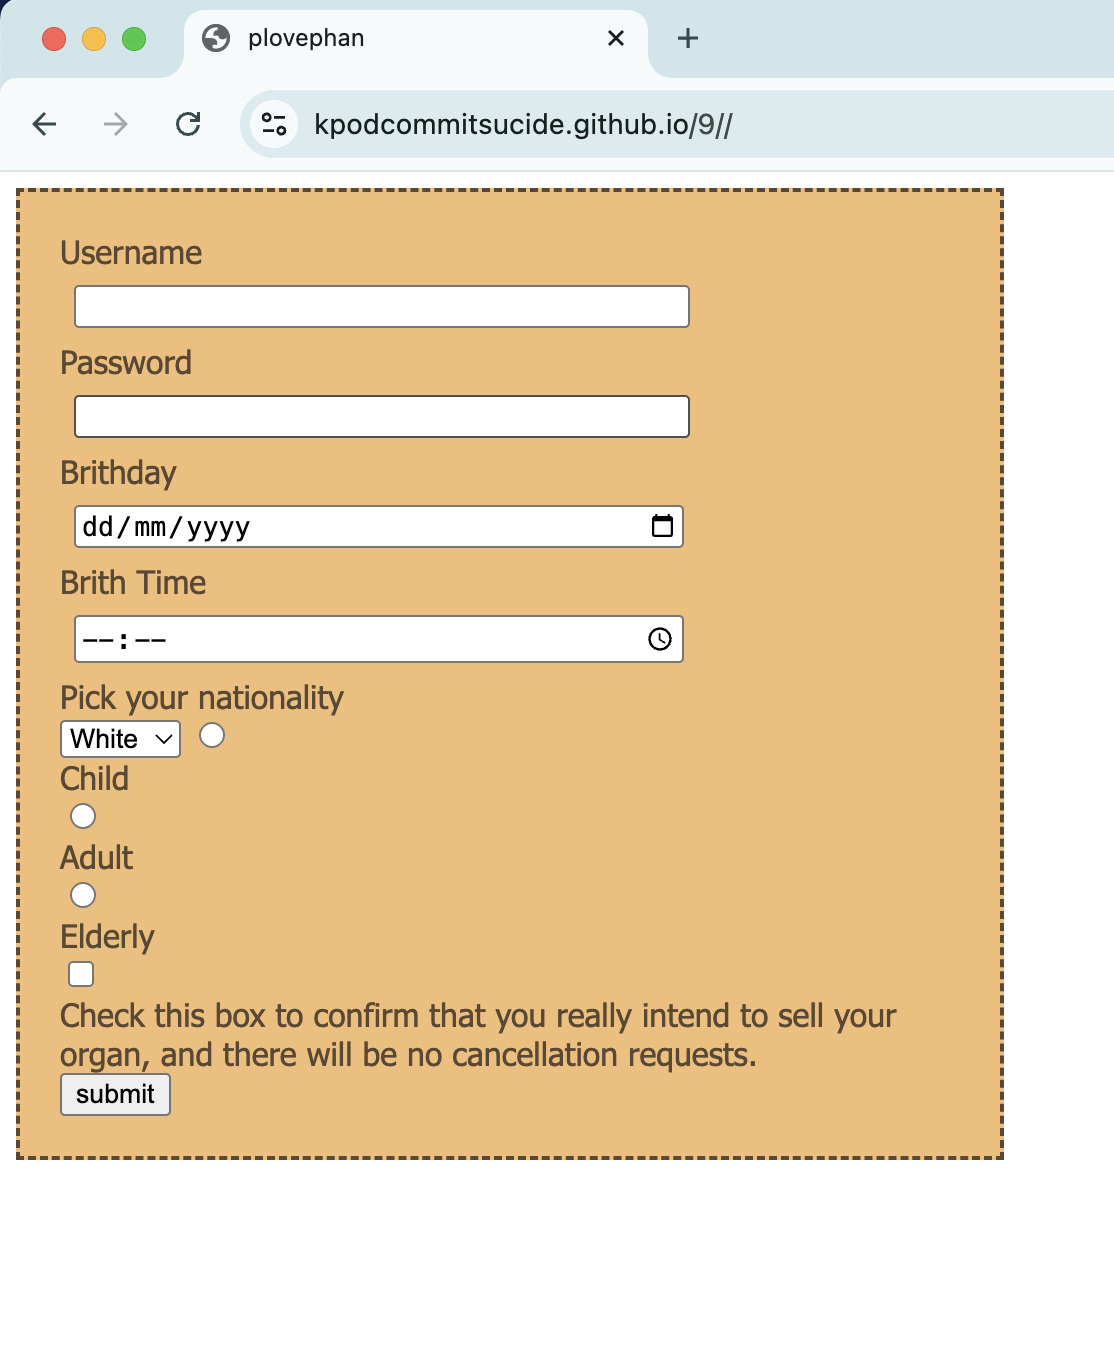 plovephan
kpodcommitsucide.github.io/9//
Username
Password
Brithday
dd/mm/yyyy
Brith Time
--:--
Pick your nationality
White
Child
Adult
Elderly
Check this box to confirm that you really intend to sell your
organ, and there will be no cancellation requests.
submit